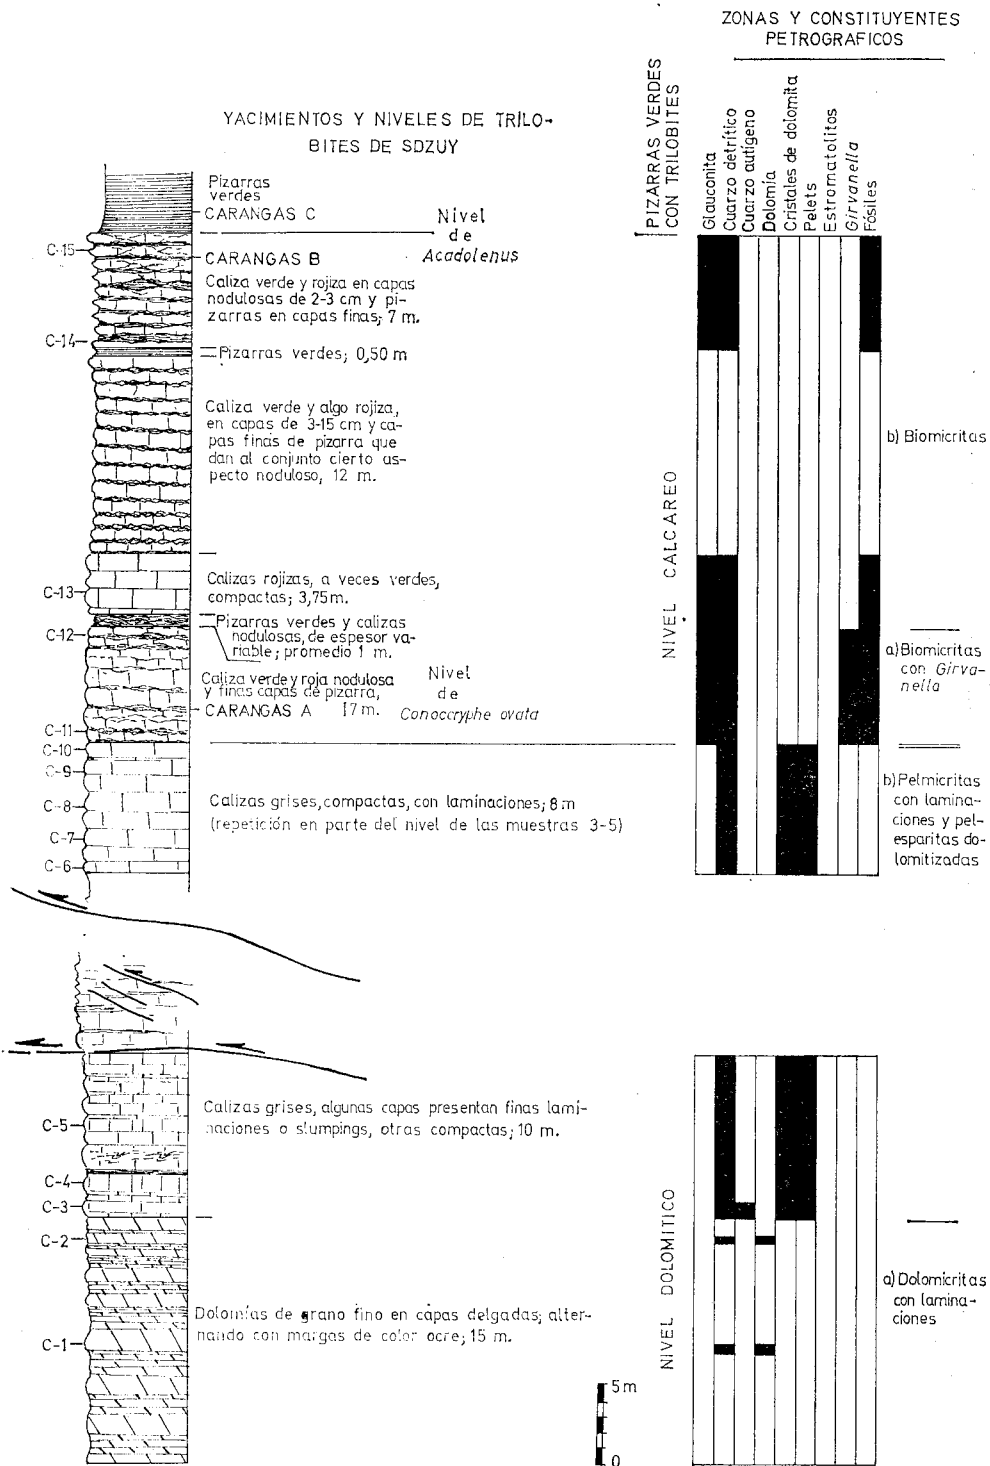 ZONAS Y CONSTITUYENTES
PETROGRAFICOS
YACIMIENTOS Y NIVELES DE TRILO-
BITES DE SDZUY
PIZARRAS VERDES
CON TRILOBITES
Glauconita
Cuarzo detrítico
Cuarzo autígeno
Dolomía
Cristales de dolomita
Pelets
Estromatolitos
Girvanella
Fósiles
Pizarras
verdes
CARANGAS C
Nivel
de
Acadolenus
C-15
CARANGAS B
Caliza verde y rojiza en capas
nodulosas de 2-3 cm y pi-
zarras en capas finas; 7 m.
C-14
Pizarras verdes; 0,50 m
Caliza verde y algo rojiza,
en capas de 3-15 cm y ca-
pas finas de pizarra que
dan al conjunto cierto as-
pecto noduloso, 12 m.
b) Biomicritas
NIVEL CALCAREO
C-13
Calizas rojizas, a veces verdes,
compactas; 3,75m.
C-12
Pizarras verdes y calizas
nodulosas, de espesor va-
riable; promedio 1 m.
a) Biomicritas
con Girva-
nella
Caliza verde y roja nodulosa
y finas capas de pizarra,
CARANGAS A 17m.
Nivel
de
Conoccryphe ovata
C-11
C-10
C-9
C-8
C-7
C-6
Calizas grises, compactas, con laminaciones; 8 m
(repetición en parte del nivel de las muestras 3-5)
b) Pelmicritas
con lamina-
ciones y pel-
esparitas do-
lomitizadas
C-5
Calizas grises, algunas capas presentan finas lami-
naciones o slumpings, otras compactas; 10 m.
C-4
C-3
C-2
NIVEL DOLOMITICO
a) Dolomicritas
con lamina-
ciones
C-1
Dolomías de grano fino en capas delgadas; alter-
nando con margas de color ocre; 15 m.
5 m
0